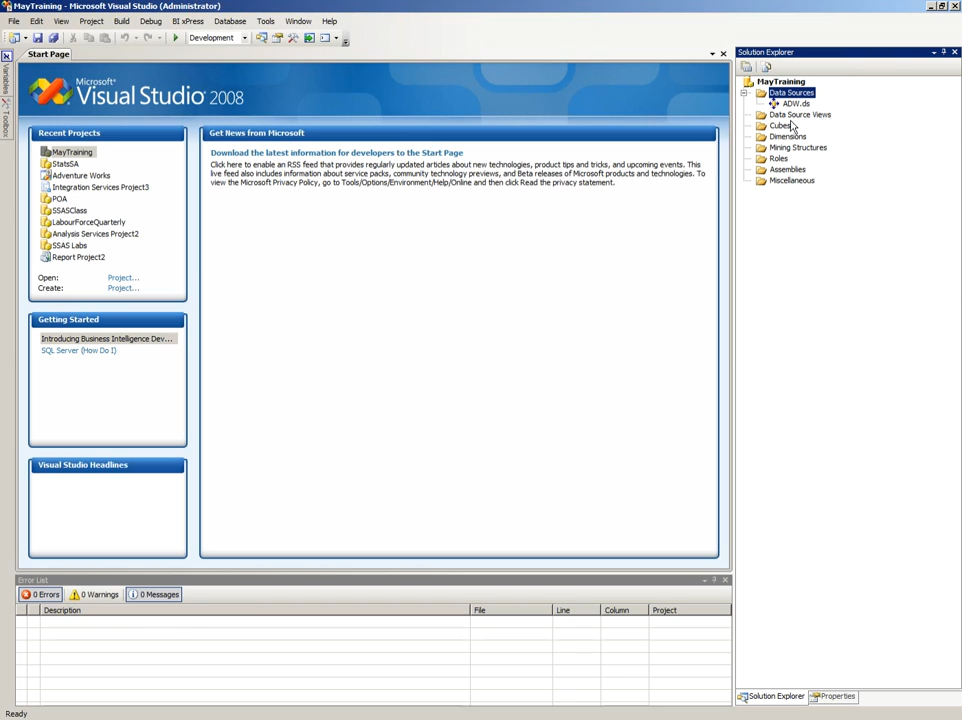 MayTraining - Microsoft Visual Studio (Administrator)
File Edit View Project Build Debug BI xPress Database Tools Window Help
Development
Start Page
Solution Explorer
Variables
Toolbox
Microsoft®
Visual Studio 2008
MayTraining
Data Sources
ADW.ds
Data Source Views
Cubes
Dimensions
Mining Structures
Roles
Assemblies
Miscellaneous
Recent Projects
MayTraining
StatsSA
Adventure Works
Integration Services Project3
POA
SSASClass
LabourForceQuarterly
Analysis Services Project2
SSAS Labs
Report Project2
Open: Project...
Create: Project...
Get News from Microsoft
Download the latest information for developers to the Start Page
Click here to enable an RSS feed that provides regularly updated articles about new technologies, product tips and tricks, and upcoming events. This
live feed also includes information about service packs, community technology previews, and Beta releases of Microsoft products and technologies. To
view the Microsoft Privacy Policy, go to Tools/Options/Environment/Help/Online and then click Read the privacy statement.
Getting Started
Introducing Business Intelligence Dev...
SQL Server (How Do I)
Visual Studio Headlines
Error List
0 Errors 0 Warnings 0 Messages
Description File Line Column Project
Solution Explorer Properties
Ready